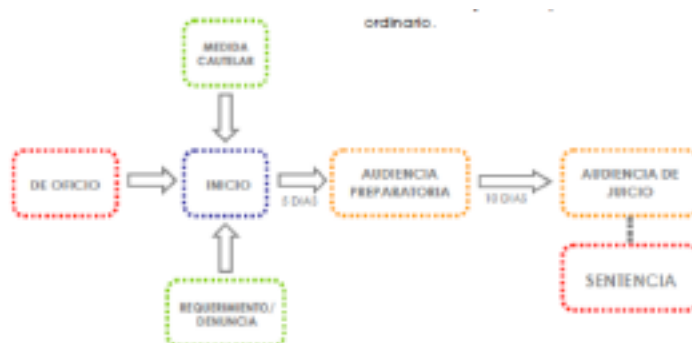 ordinario.
MEDIDA
CAUTELAR
DE OFICIO
INICIO
5 DIAS
AUDIENCIA
PREPARATORIA
10 DIAS
AUDIENCIA DE
JUICIO
REQUERIMIENTO/
DENUNCIA
SENTENCIA